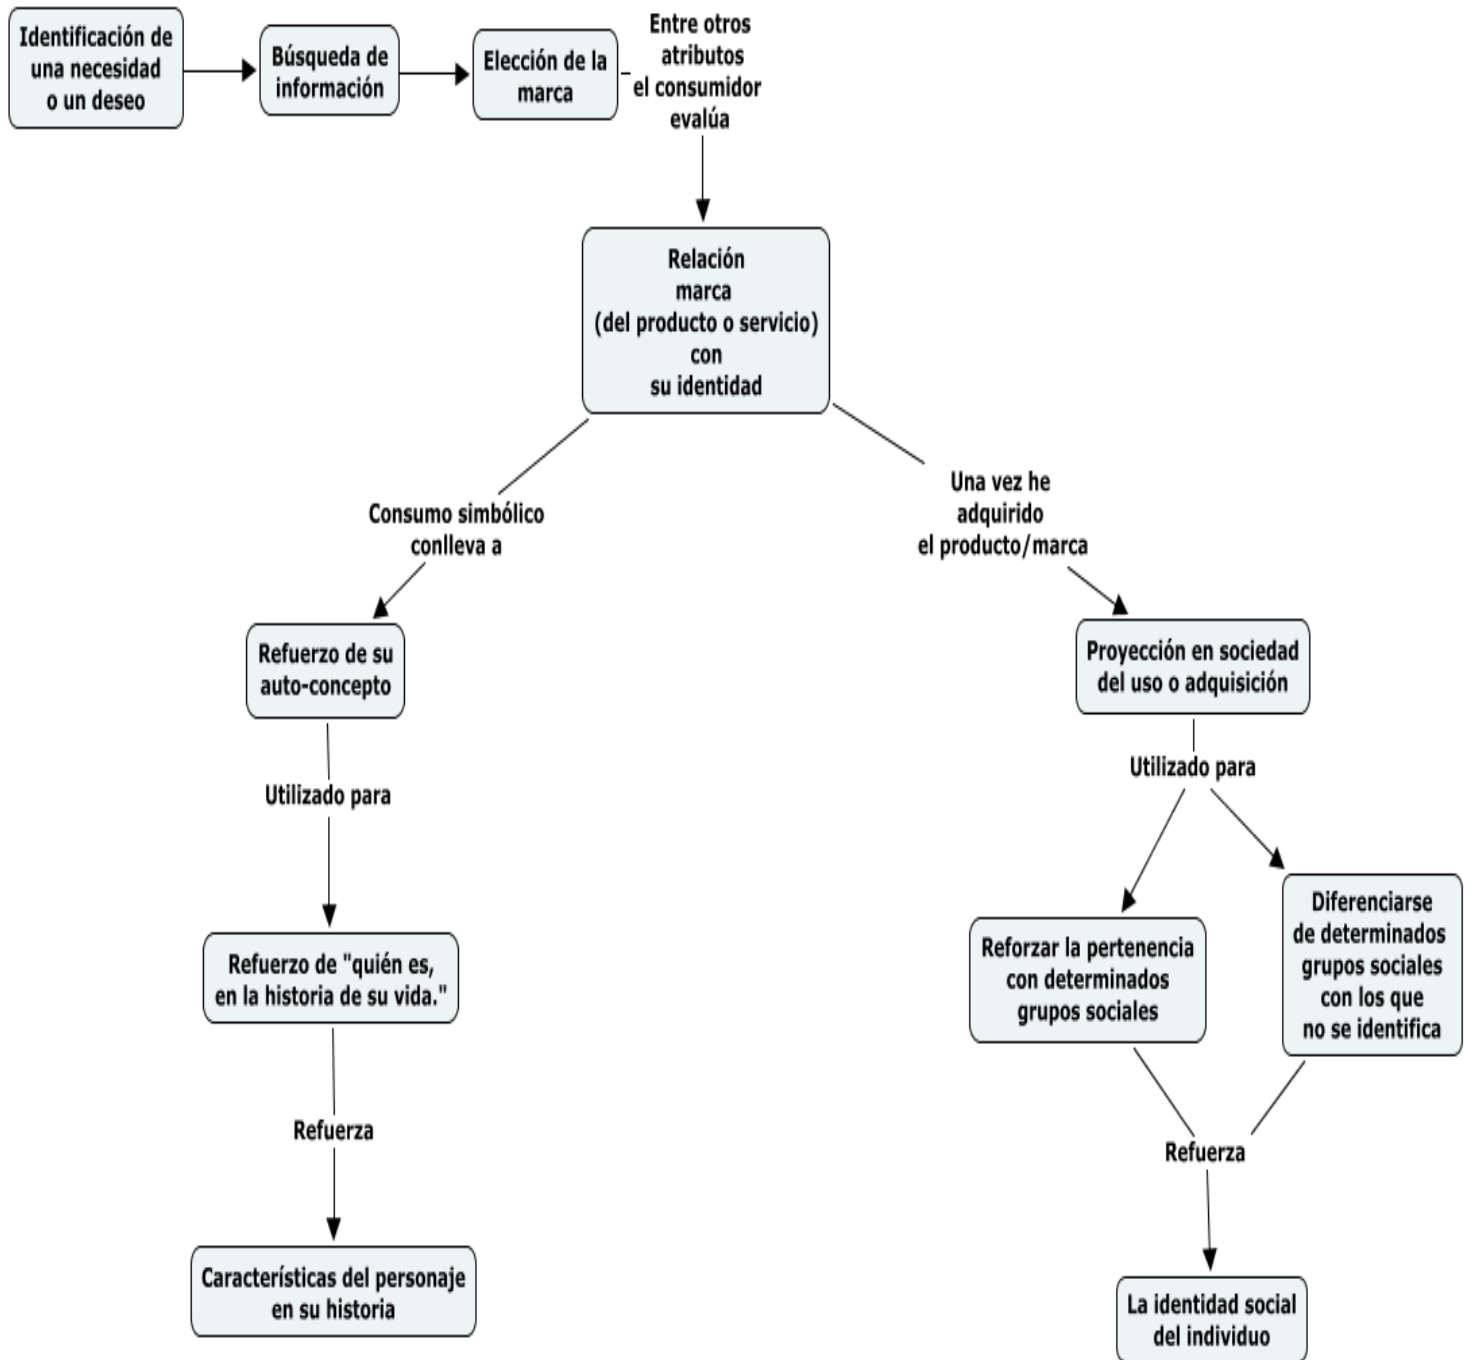 Identificación de
una necesidad
o un deseo
Búsqueda de
información
Elección de la
marca
Entre otros
atributos
el consumidor
evalúa
Relación
marca
(del producto o servicio)
con
su identidad
Consumo simbólico
conlleva a
Refuerzo de su
auto-concepto
Utilizado para
Refuerzo de "quién es,
en la historia de su vida."
Refuerza
Características del personaje
en su historia
Una vez he
adquirido
el producto/marca
Proyección en sociedad
del uso o adquisición
Utilizado para
Reforzar la pertenencia
con determinados
grupos sociales
Diferenciarse
de determinados
grupos sociales
con los que
no se identifica
Refuerza
La identidad social
del individuo